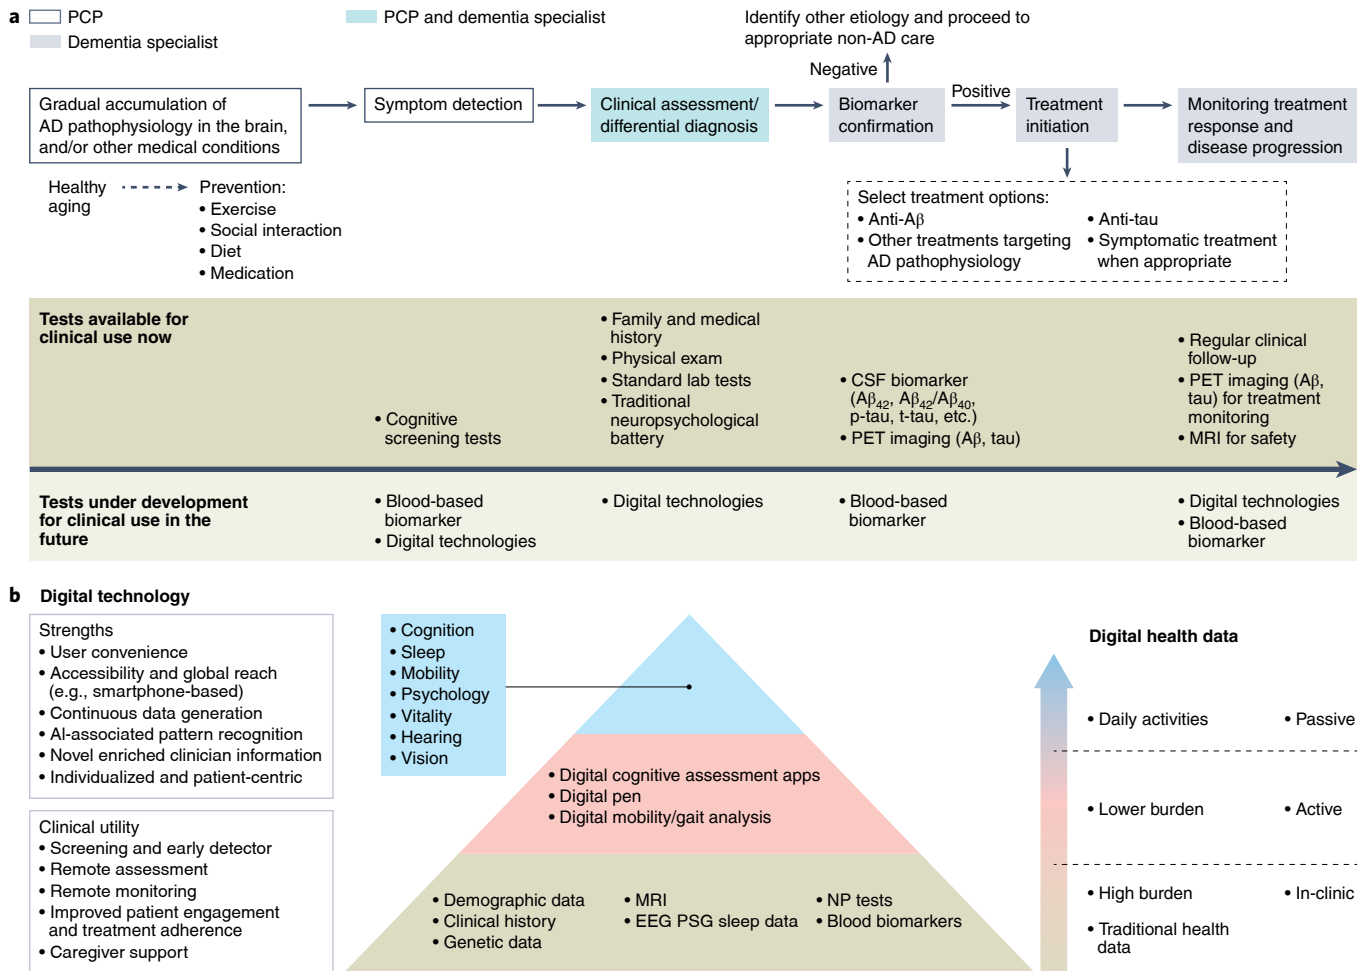 a
PCP
PCP and dementia specialist
Dementia specialist
Identify other etiology and proceed to
appropriate non-AD care
Negative
Gradual accumulation of
AD pathophysiology in the brain,
and/or other medical conditions
Symptom detection
Clinical assessment/
differential diagnosis
Biomarker
confirmation
Positive
Treatment
initiation
Monitoring treatment
response and
disease progression
Healthy
aging
Prevention:
• Exercise
• Social interaction
• Diet
• Medication
Select treatment options:
• Anti-Aβ
• Other treatments targeting
AD pathophysiology
• Anti-tau
• Symptomatic treatment
when appropriate
Tests available for
clinical use now
• Cognitive
screening tests
• Family and medical
history
• Physical exam
• Standard lab tests
• Traditional
neuropsychological
battery
• CSF biomarker
(Aβ42, Aβ42/Aβ40,
p-tau, t-tau, etc.)
• PET imaging (Aβ, tau)
• Regular clinical
follow-up
• PET imaging (Aβ,
tau) for treatment
monitoring
• MRI for safety
Tests under development
for clinical use in the
future
• Blood-based
biomarker
• Digital technologies
• Digital technologies
• Blood-based
biomarker
• Digital technologies
• Blood-based
biomarker
b Digital technology
Strengths
• User convenience
• Accessibility and global reach
(e.g., smartphone-based)
• Continuous data generation
• AI-associated pattern recognition
• Novel enriched clinician information
• Individualized and patient-centric
Clinical utility
• Screening and early detector
• Remote assessment
• Remote monitoring
• Improved patient engagement
and treatment adherence
• Caregiver support
• Cognition
• Sleep
• Mobility
• Psychology
• Vitality
• Hearing
• Vision
• Digital cognitive assessment apps
• Digital pen
• Digital mobility/gait analysis
• Demographic data
• Clinical history
• Genetic data
• MRI
• EEG PSG sleep data
• NP tests
• Blood biomarkers
Digital health data
• Daily activities
• Passive
• Lower burden
• Active
• High burden
• In-clinic
• Traditional health
data